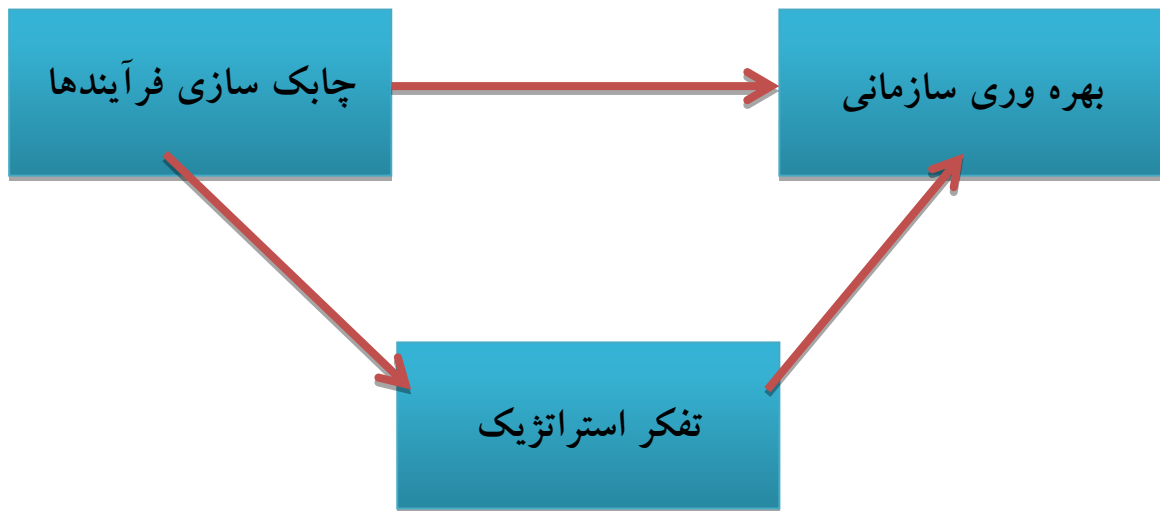 چابک سازی فرآیندها
بهره وری سازمانی
تفکر استراتژیک